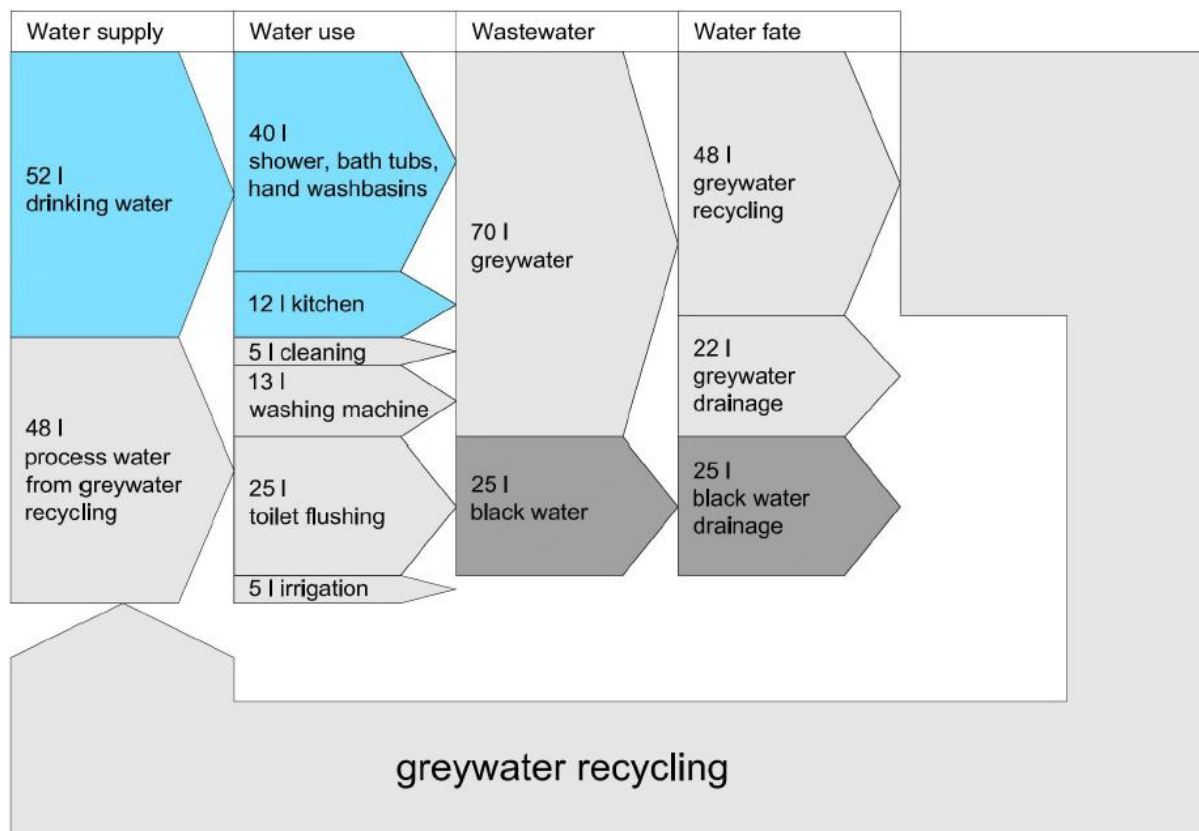 Water supply
Water use
Wastewater
Water fate
52 l
drinking water
48 l
process water
from greywater
recycling
40 l
shower, bath tubs,
hand washbasins
12 l kitchen
5 l cleaning
13 l
washing machine
25 l
toilet flushing
5 l irrigation
70 l
greywater
25 l
black water
48 l
greywater
recycling
22 l
greywater
drainage
25 l
black water
drainage
greywater recycling